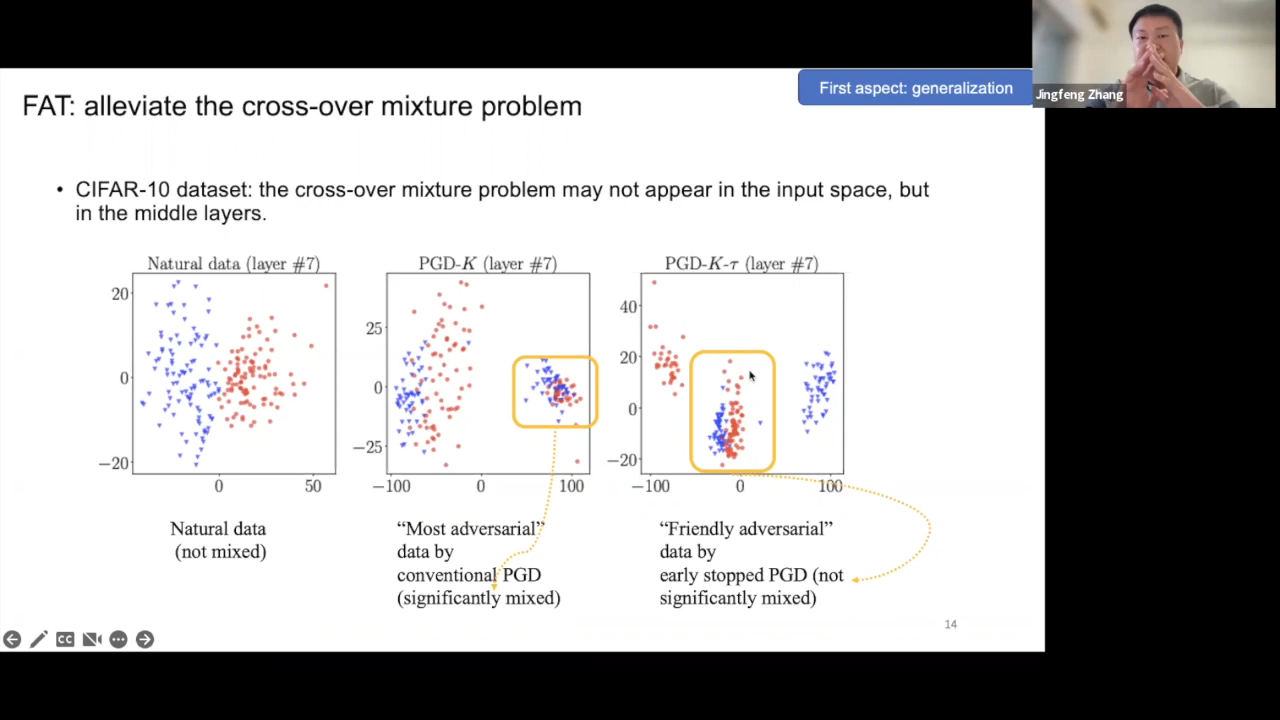 FAT: alleviate the cross-over mixture problem
First aspect: generalization
Jingfeng Zhang
• CIFAR-10 dataset: the cross-over mixture problem may not appear in the input space, but
in the middle layers.
Natural data (layer #7)
20
0
−20
0 50
PGD-K (layer #7)
25
0
−25
−100 0 100
PGD-K-τ (layer #7)
40
20
0
−20
−100 0 100
Natural data
(not mixed)
“Most adversarial”
data by
conventional PGD
(significantly mixed)
“Friendly adversarial”
data by
early stopped PGD (not
significantly mixed)
14
CC